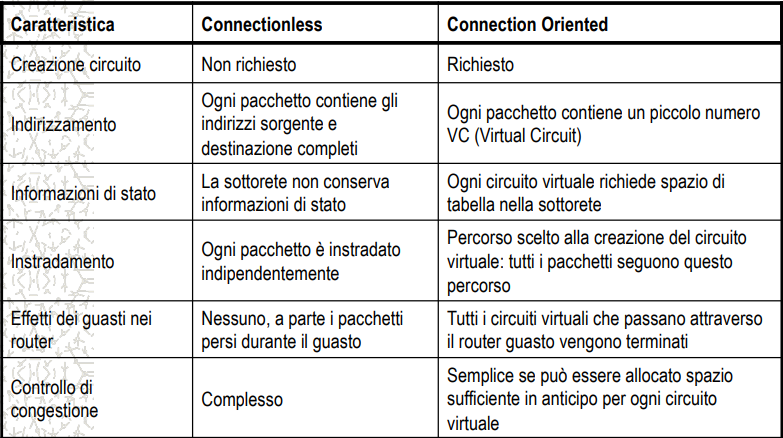 Caratteristica Connectionless Connection Oriented
Creazione circuito Non richiesto Richiesto
Indirizzamento
Ogni pacchetto contiene gli
indirizzi sorgente e
destinazione completi
Ogni pacchetto contiene un piccolo numero
VC (Virtual Circuit)
Informazioni di stato
La sottorete non conserva
informazioni di stato
Ogni circuito virtuale richiede spazio di
tabella nella sottorete
Instradamento
Ogni pacchetto è instradato
indipendentemente
Percorso scelto alla creazione del circuito
virtuale: tutti i pacchetti seguono questo
percorso
Effetti dei guasti nei
router
Nessuno, a parte i pacchetti
persi durante il guasto
Tutti i circuiti virtuali che passano attraverso
il router guasto vengono terminati
Controllo di
congestione
Complesso
Semplice se può essere allocato spazio
sufficiente in anticipo per ogni circuito
virtuale